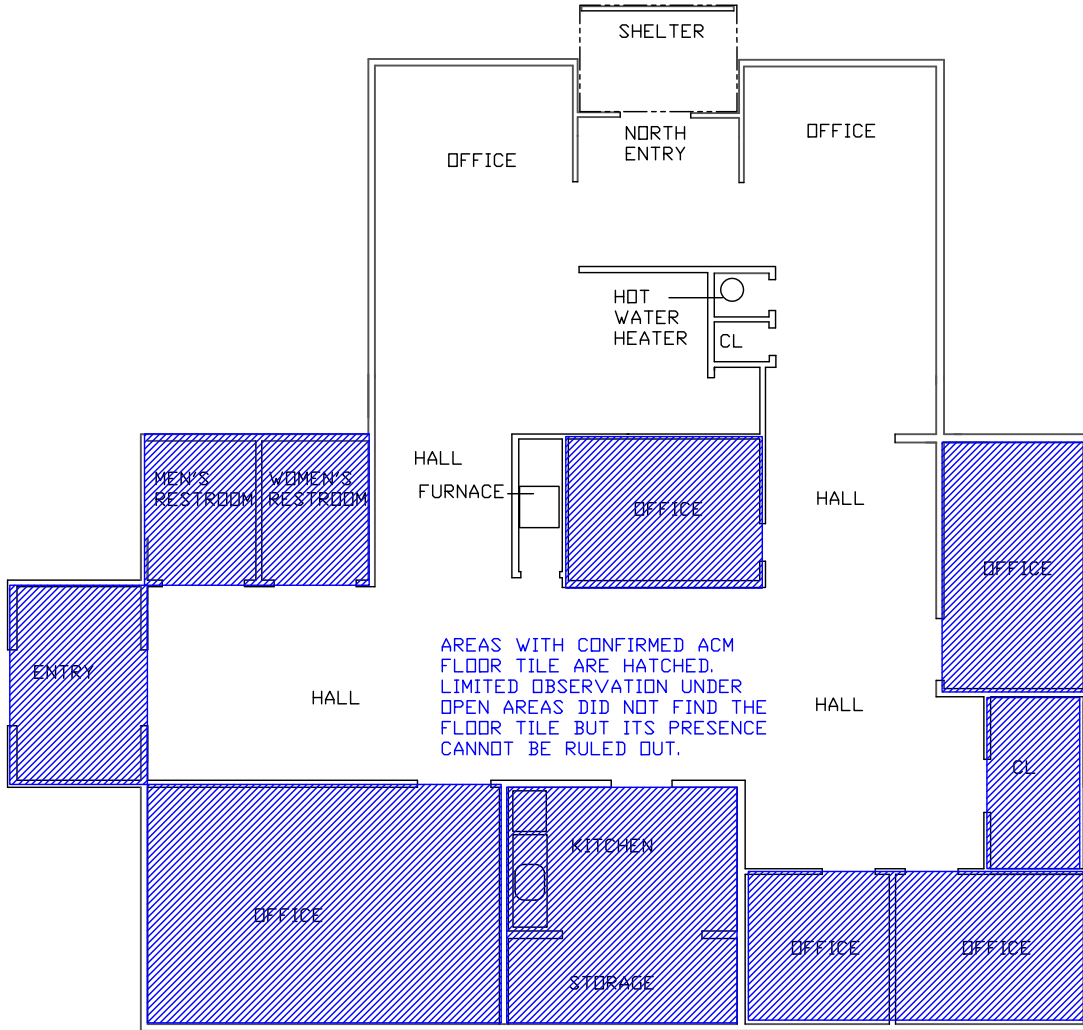 SHELTER
NORTH
ENTRY
OFFICE
OFFICE
HOT
WATER
HEATER
CL
HALL
FURNACE
MEN'S
RESTROOM
WOMEN'S
RESTROOM
OFFICE
HALL
OFFICE
ENTRY
HALL
AREAS WITH CONFIRMED ACM
FLOOR TILE ARE HATCHED.
LIMITED OBSERVATION UNDER
OPEN AREAS DID NOT FIND THE
FLOOR TILE BUT ITS PRESENCE
CANNOT BE RULED OUT.
HALL
CL
KITCHEN
OFFICE
STORAGE
OFFICE
OFFICE